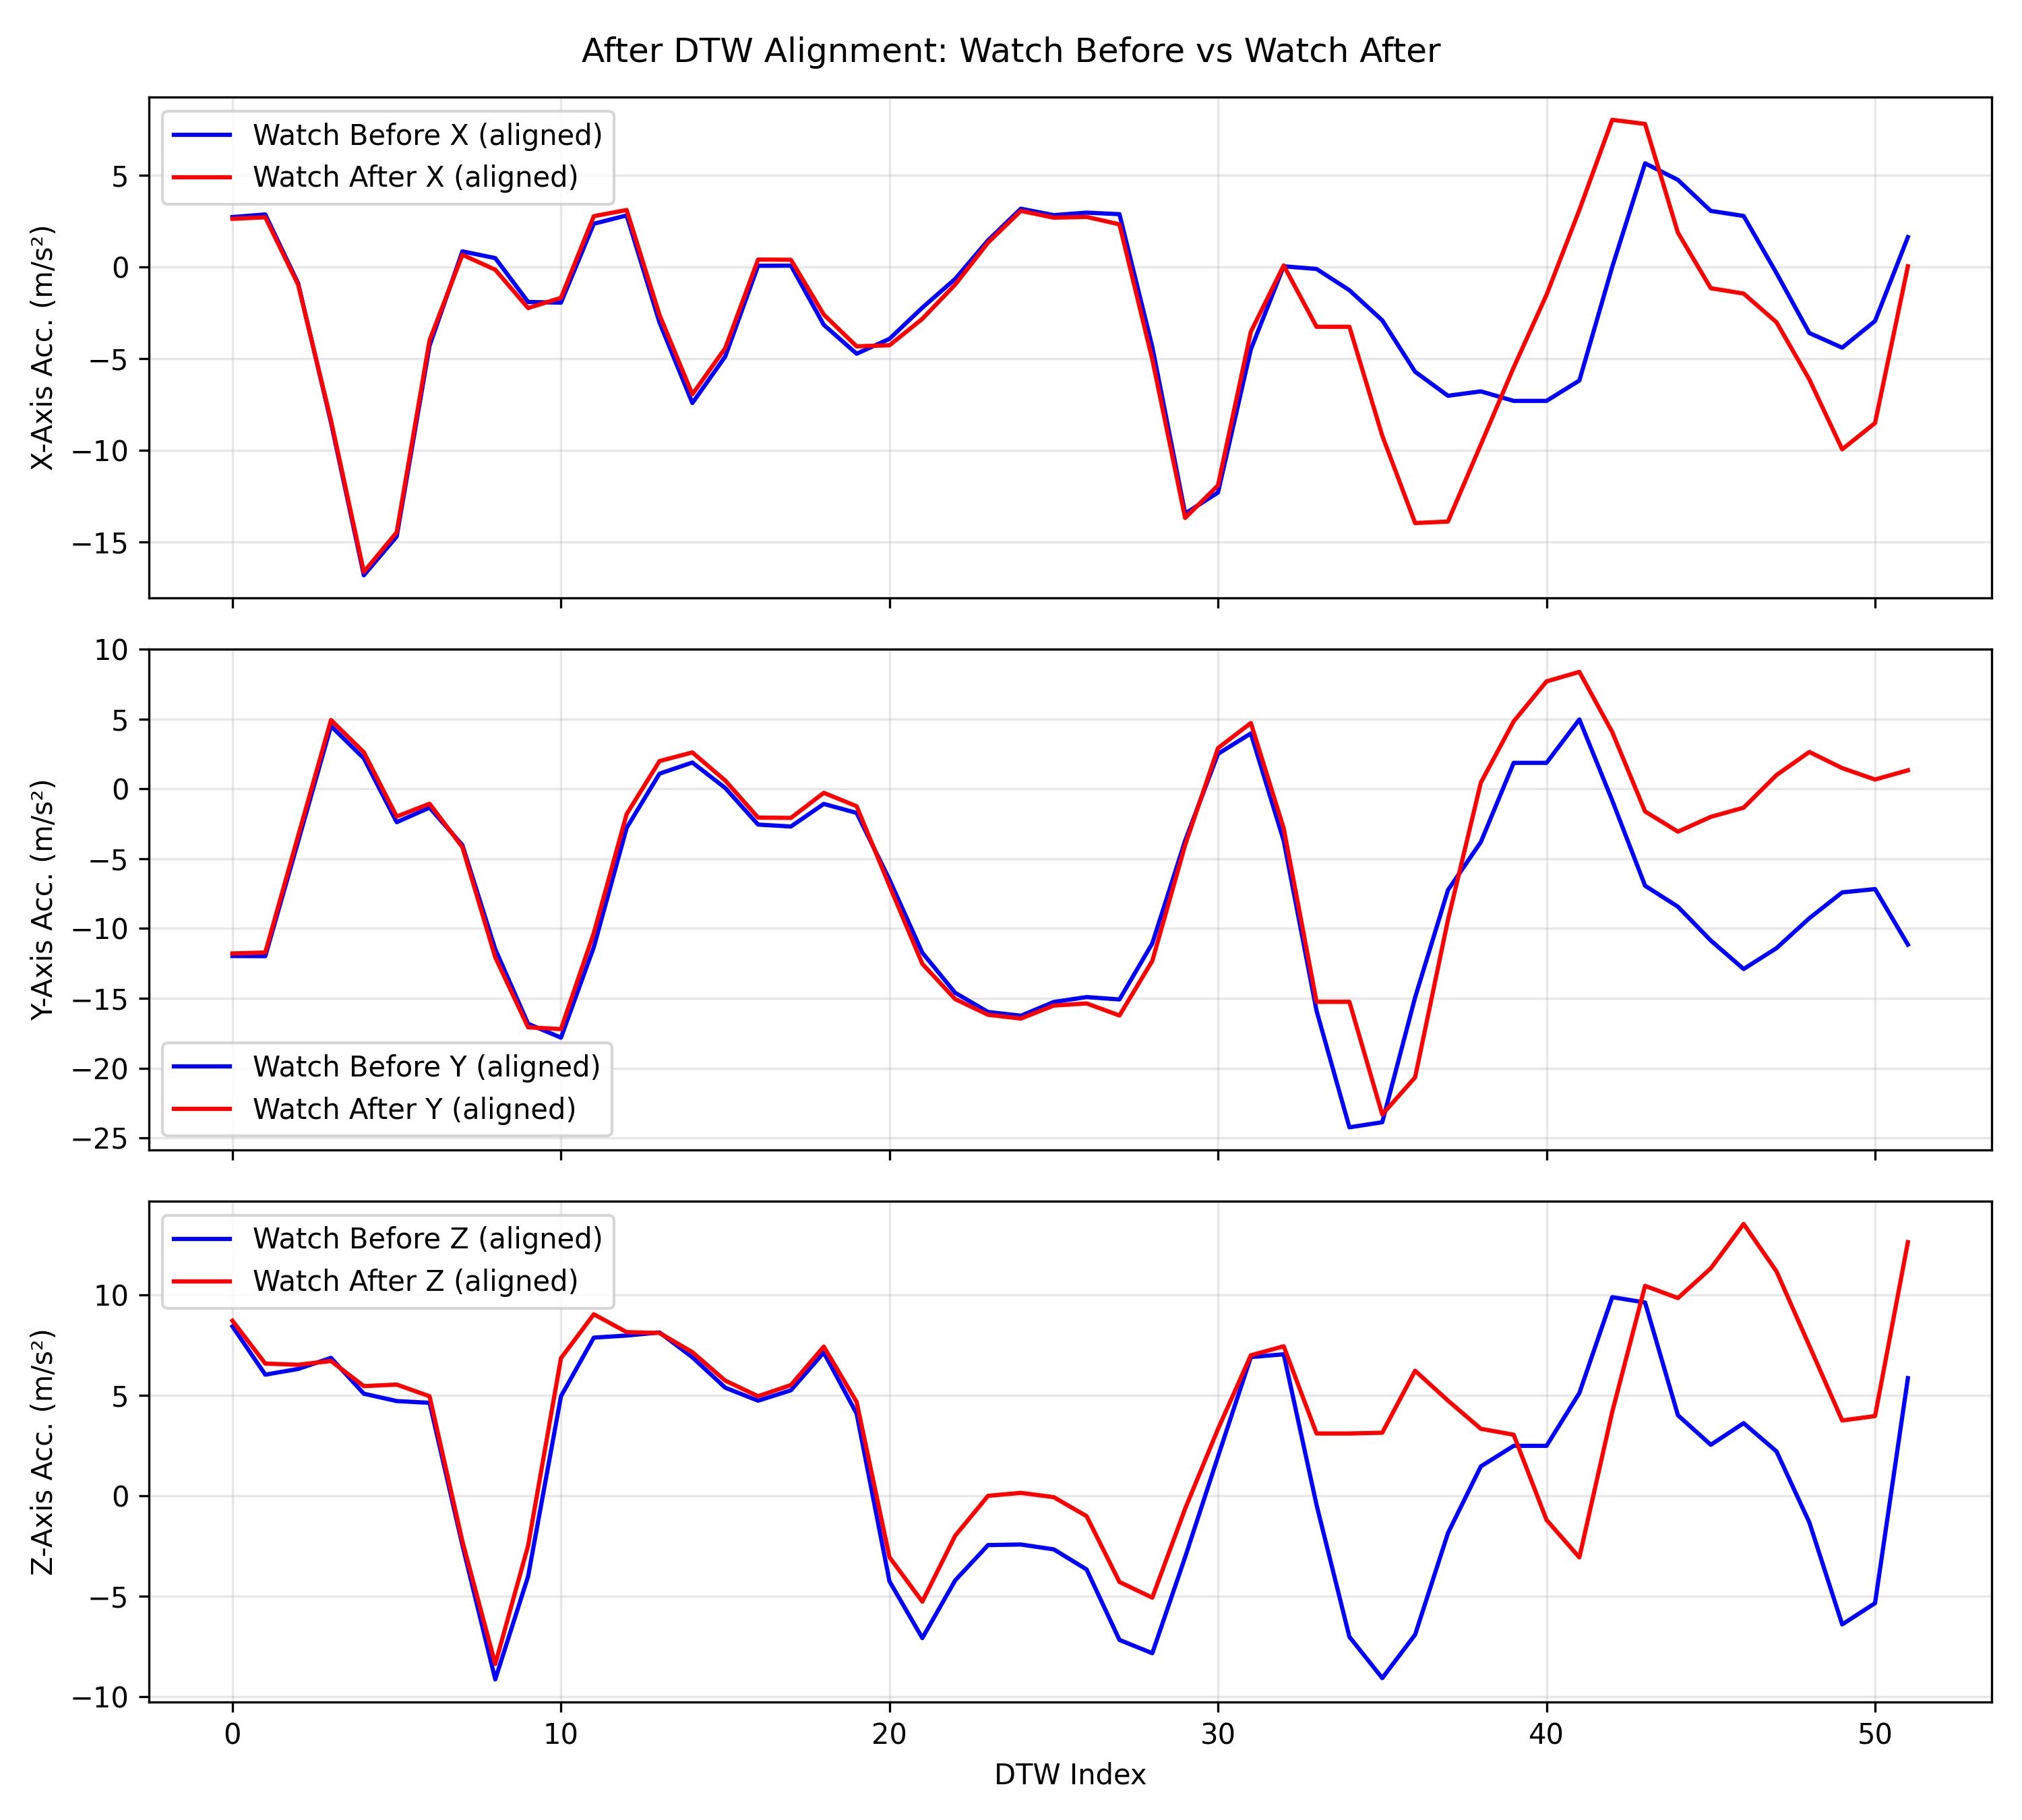 After DTW Alignment: Watch Before vs Watch After
Watch Before X (aligned)
Watch After X (aligned)
X-Axis Acc. (m/s²)
5
0
−5
−10
−15
Watch Before Y (aligned)
Watch After Y (aligned)
Y-Axis Acc. (m/s²)
10
5
0
−5
−10
−15
−20
−25
Watch Before Z (aligned)
Watch After Z (aligned)
Z-Axis Acc. (m/s²)
10
5
0
−5
−10
0 10 20 30 40 50
DTW Index